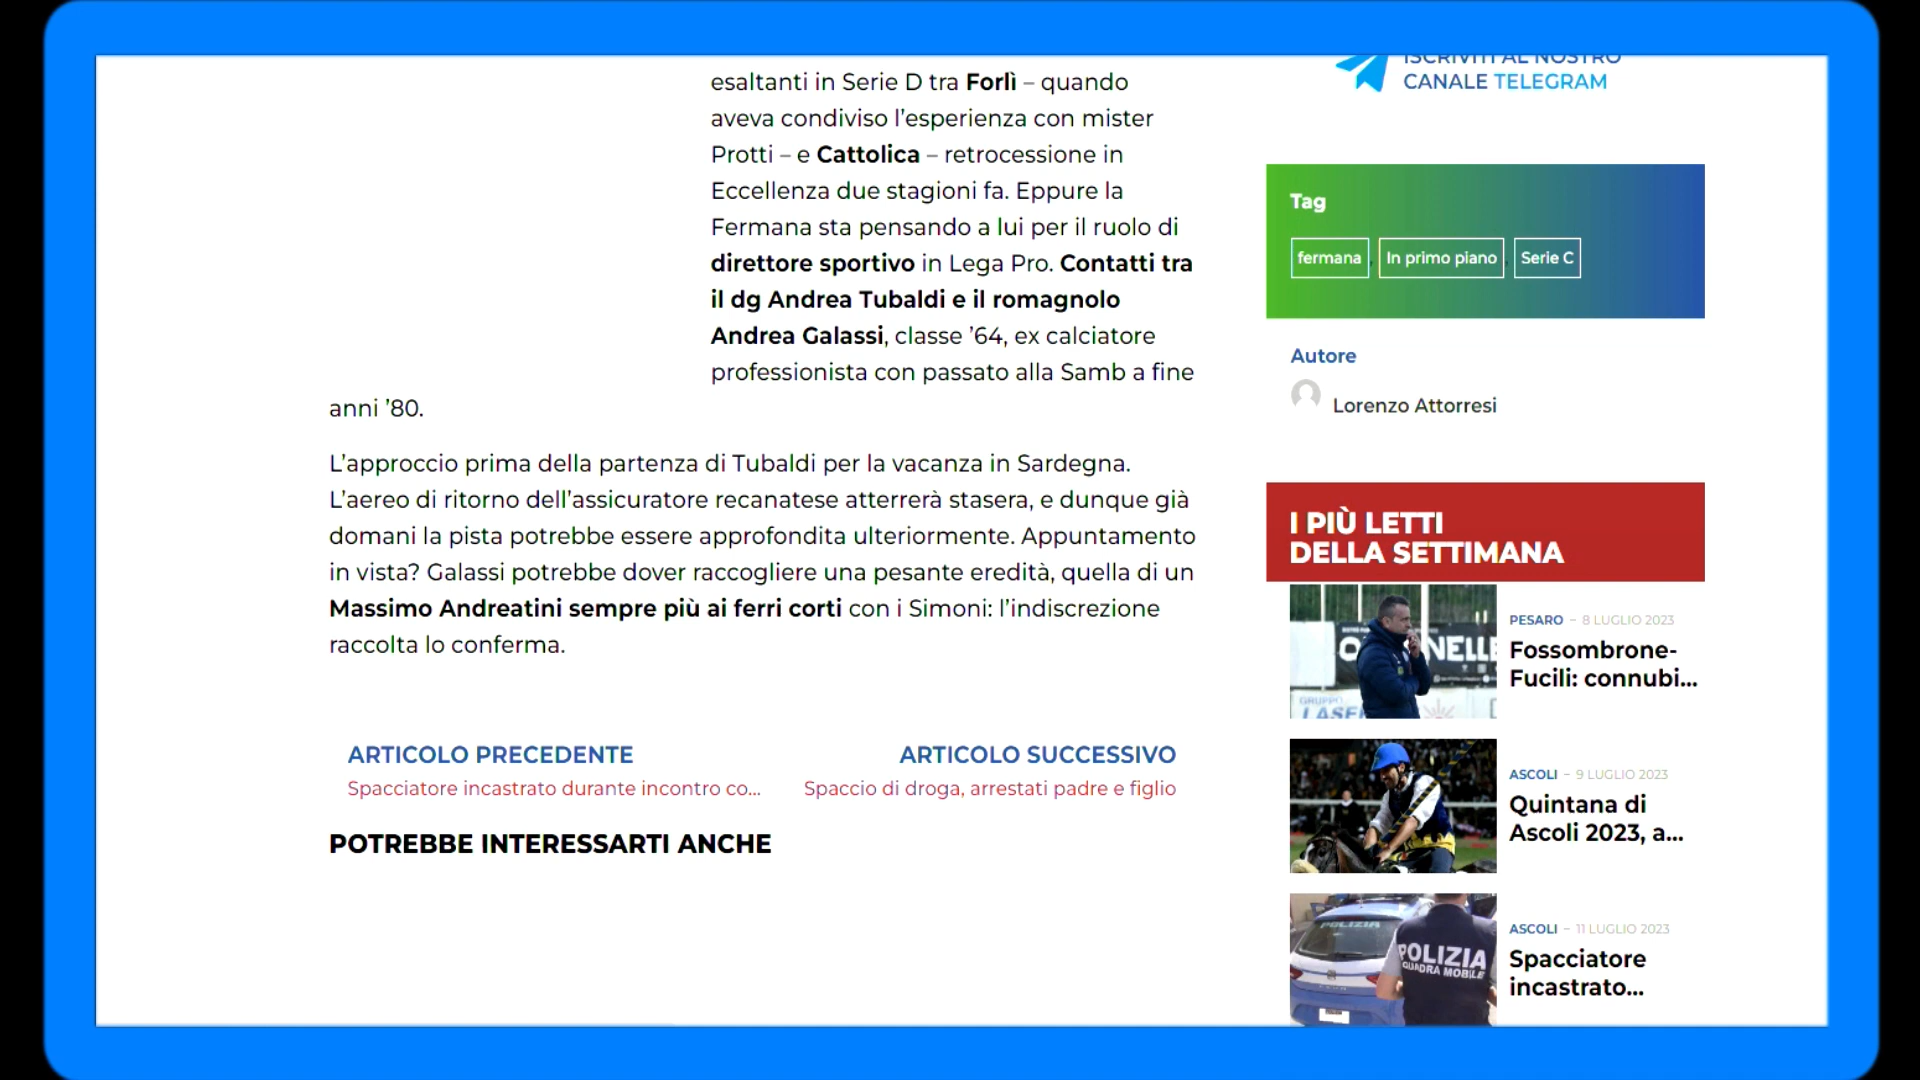 esaltanti in Serie D tra Forlì – quando
aveva condiviso l'esperienza con mister
Protti – e Cattolica – retrocessione in
Eccellenza due stagioni fa. Eppure la
Fermana sta pensando a lui per il ruolo di
direttore sportivo in Lega Pro. Contatti tra
il dg Andrea Tubaldi e il romagnolo
Andrea Galassi, classe '64, ex calciatore
professionista con passato alla Samb a fine
anni '80.
L'approccio prima della partenza di Tubaldi per la vacanza in Sardegna.
L'aereo di ritorno dell'assicuratore recanatese atterrerà stasera, e dunque già
domani la pista potrebbe essere approfondita ulteriormente. Appuntamento
in vista? Galassi potrebbe dover raccogliere una pesante eredità, quella di un
Massimo Andreatini sempre più ai ferri corti con i Simoni: l'indiscrezione
raccolta lo conferma.
ARTICOLO PRECEDENTE
Spacciatore incastrato durante incontro co...
ARTICOLO SUCCESSIVO
Spaccio di droga, arrestati padre e figlio
POTREBBE INTERESSARTI ANCHE
ISCRIVITI AL NOSTRO
CANALE TELEGRAM
Tag
fermana, In primo piano, Serie C
Autore
Lorenzo Attorresi
I PIÙ LETTI
DELLA SETTIMANA
PESARO – 8 LUGLIO 2023
Fossombrone-
Fucili: connubi...
GRUPPO
LASER
ASCOLI – 9 LUGLIO 2023
Quintana di
Ascoli 2023, a...
ASCOLI – 11 LUGLIO 2023
Spacciatore
incastrato...
POLIZIA
POLIZIA
SQUADRA MOBILE